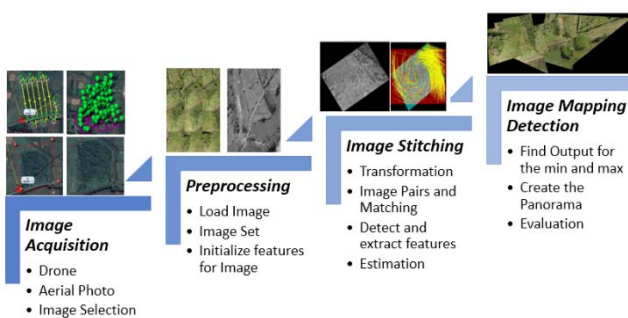 Image
Acquisition
• Drone
• Aerial Photo
• Image Selection
Preprocessing
• Load Image
• Image Set
• Initialize features
for Image
Image Stitching
• Transformation
• Image Pairs and
Matching
• Detect and
extract features
• Estimation
Image Mapping
Detection
• Find Output for
the min and max
• Create the
Panorama
• Evaluation